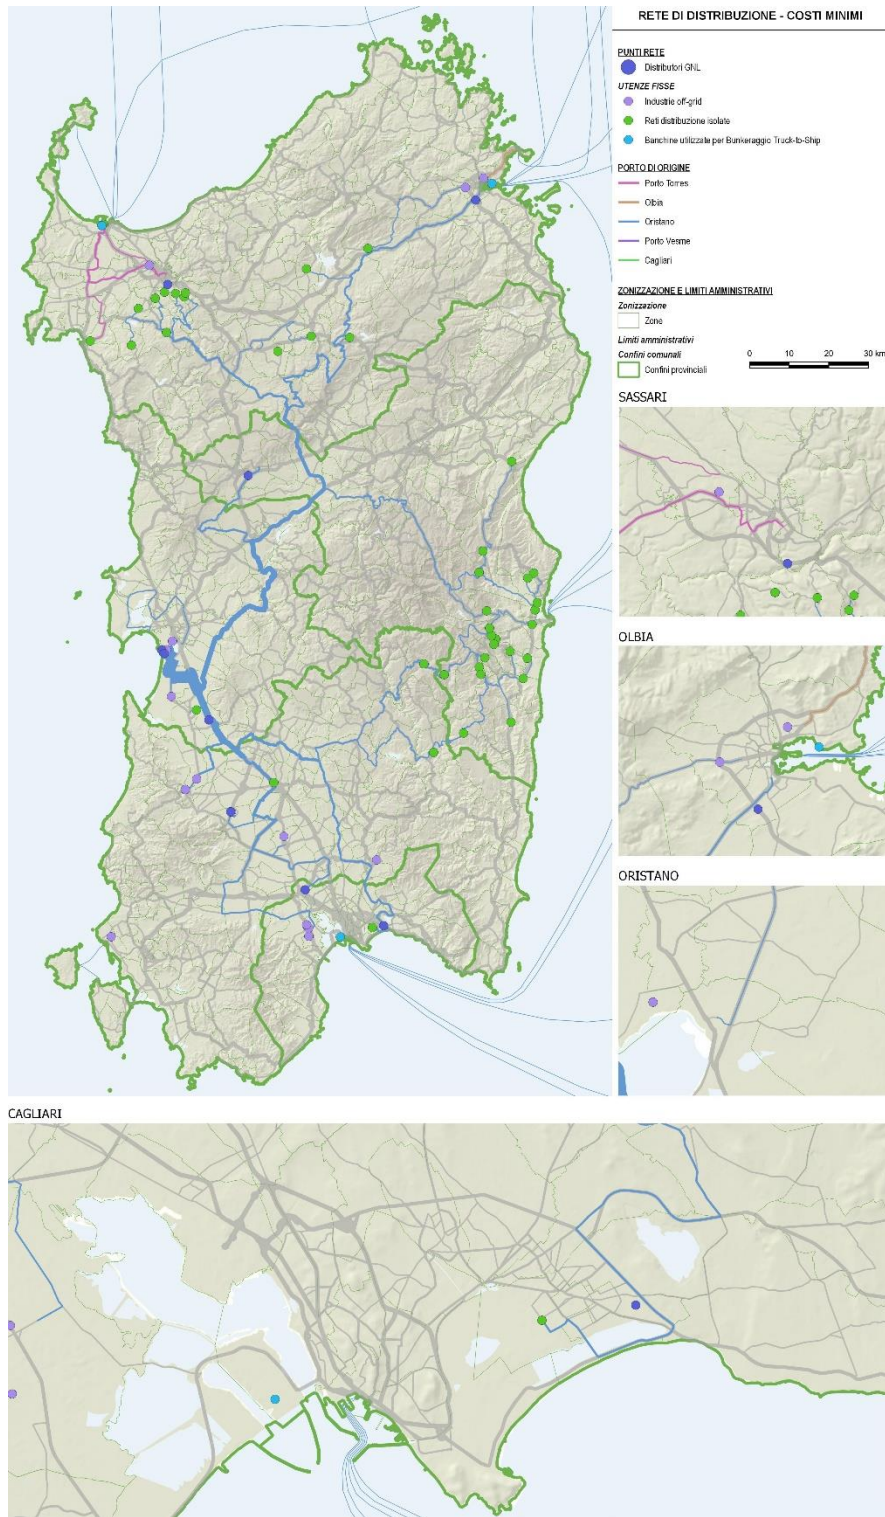 RETE DI DISTRIBUZIONE - COSTI MINIMI
PUNTI RETE
Distributori GNL
UTENZE FISSE
Industrie off-grid
Reti distribuzione isolate
Banchine utilizzate per Bunkeraggio Truck-to-Ship
PORTO DI ORIGINE
Porto Torres
Olbia
Oristano
Porto Vesme
Cagliari
ZONIZZAZIONE E LIMITI AMMINISTRATIVI
Zonizzazione
Zone
Limiti amministrativi
Confini comunali
Confini provinciali
0 10 20 30 km
SASSARI
OLBIA
ORISTANO
CAGLIARI